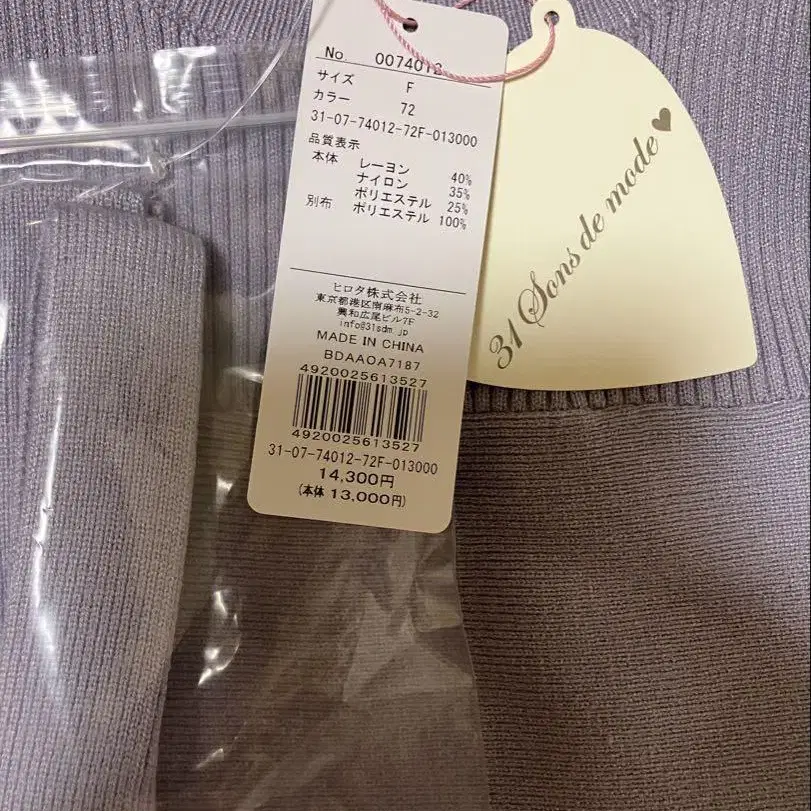 No. 0074012
サイズ F
カラー 72
31-07-74012-72F-013000
品質表示
本体 レーヨン 40%
ナイロン 35%
ポリエステル 25%
別布 ポリエステル 100%
ヒロタ株式会社
東京都港区南麻布5-2-32
興和広尾ビル7F
info@31sdm.jp
MADE IN CHINA
BDAAOA7187
4920025613527
4920025613527
31-07-74012-72F-013000
14,300円
(本体 13,000円)
31 Sons de mode♥